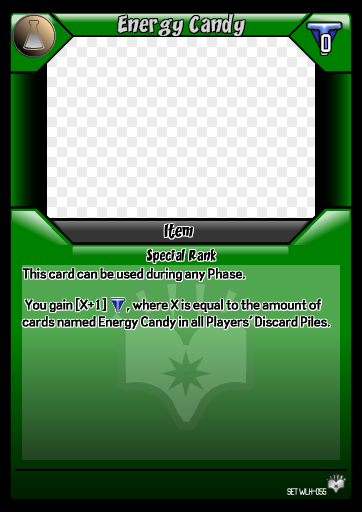 Energy Candy
0
Item
Special Rank
This card can be used during any Phase.
You gain [X+1] , where X is equal to the amount of
cards named Energy Candy in all Players' Discard Piles.
SET WLH-055